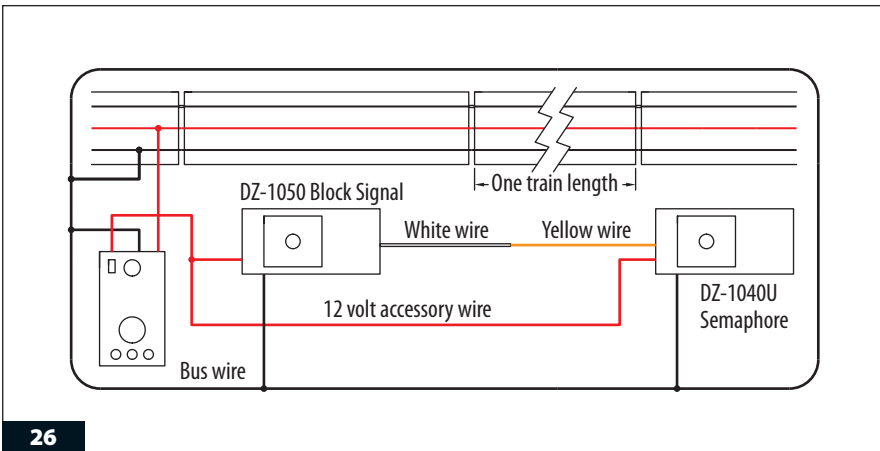 One train length
DZ-1050 Block Signal
White wire
Yellow wire
12 volt accessory wire
DZ-1040U
Semaphore
Bus wire
26